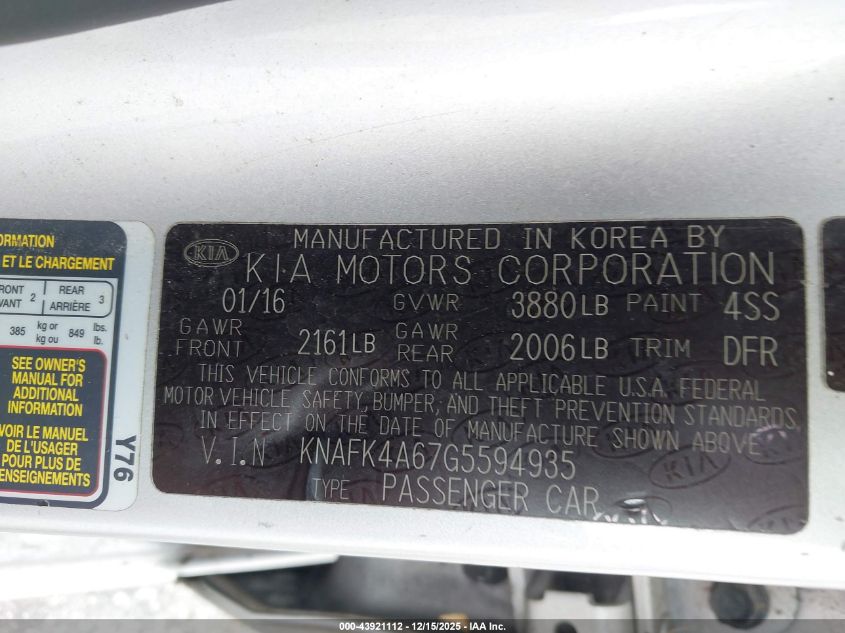 ORMATION
ET LE CHARGEMENT
FRONT 2 REAR 3
VANT ARRIÈRE
385 kg or 849 lbs.
kg ou lb.
SEE OWNER'S
MANUAL FOR
ADDITIONAL
INFORMATION
VOIR LE MANUEL
DE L'USAGER
POUR PLUS DE
RENSEIGNEMENTS
Y76
KIA MANUFACTURED IN KOREA BY
KIA MOTORS CORPORATION
01/16 GVWR 3880LB PAINT 4SS
GAWR FRONT 2161LB GAWR REAR 2006LB TRIM DFR
THIS VEHICLE CONFORMS TO ALL APPLICABLE U.S.A. FEDERAL
MOTOR VEHICLE, SAFETY, BUMPER, AND THEFT PREVENTION STANDARDS
IN EFFECT ON THE DATE OF MANUFACTURE SHOWN ABOVE.
V.I.N KNAFK4A67G5594935
TYPE PASSENGER CAR
000-43921112 - 12/15/2025 - IAA Inc.